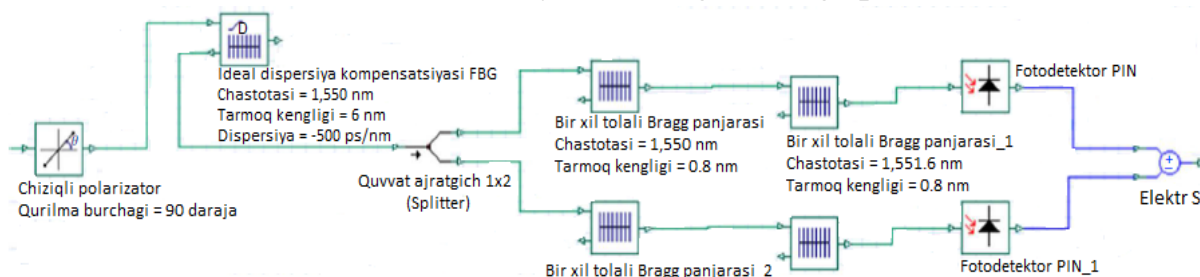 D
Ideal dispersiya kompensatsiyasi FBG
Chastotasi = 1,550 nm
Tarmoq kengligi = 6 nm
Dispersiya = -500 ps/nm
Chiziqli polarizator
Qurilma burchagi = 90 daraja
Quvvat ajratgich 1x2
(Splitter)
Bir xil tolali Bragg panjarasi
Chastotasi = 1,550 nm
Tarmoq kengligi = 0.8 nm
Bir xil tolali Bragg panjarasi_1
Chastotasi = 1,551.6 nm
Tarmoq kengligi = 0.8 nm
Fotodetektor PIN
Elektr S
Bir xil tolali Bragg panjarasi_2
Fotodetektor PIN_1